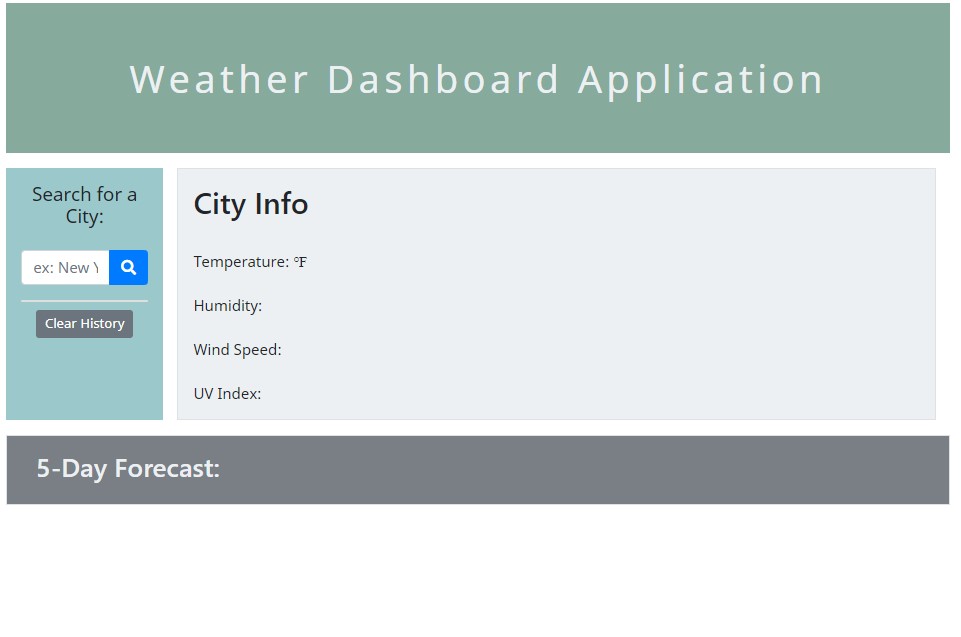 Weather Dashboard Application
Search for a
City:
ex: New Y
Clear History
City Info
Temperature: °F
Humidity:
Wind Speed:
UV Index:
5-Day Forecast: